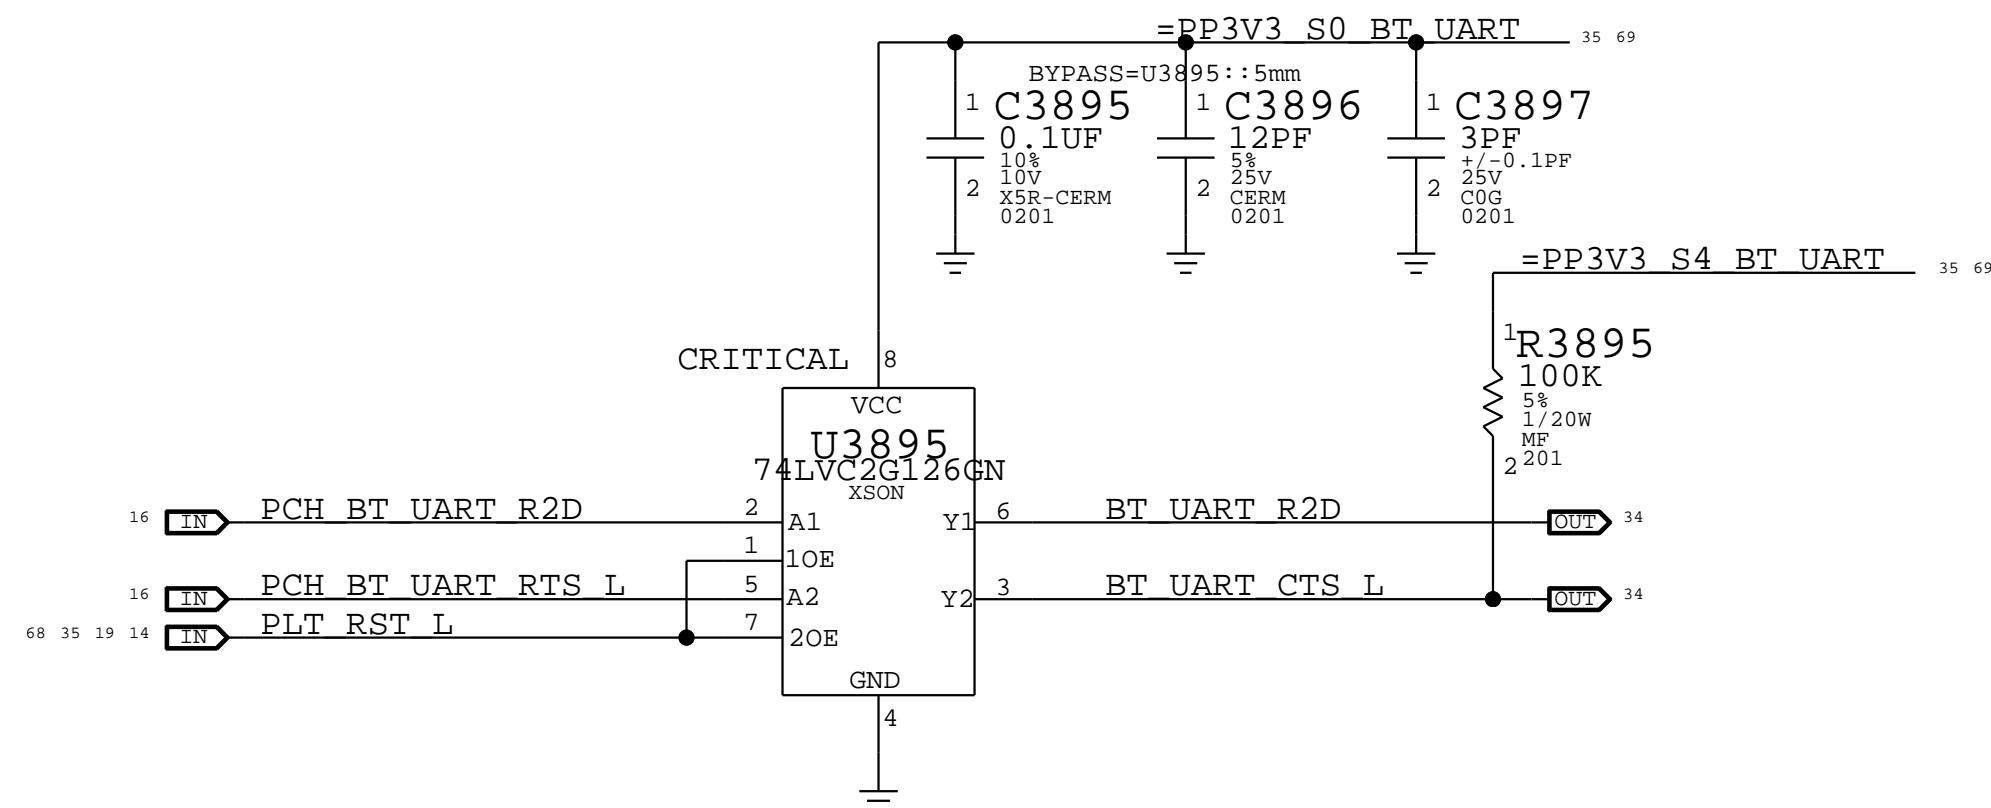 =PP3V3_S0_BT_UART 35 69
BYPASS=U3895::5mm
1 C3895
0.1UF
10%
10V
X5R-CERM
0201
2
1 C3896
12PF
5%
25V
CERM
0201
2
1 C3897
3PF
+/-0.1PF
25V
C0G
0201
2
=PP3V3_S4_BT_UART 35 69
1 R3895
100K
5%
1/20W
MF
201
2
CRITICAL 8
VCC
U3895
74LVC2G126GN
XSON
16 IN PCH_BT_UART_R2D 2 A1
Y1 6 BT_UART_R2D OUT 34
1 1OE
16 IN PCH_BT_UART_RTS_L 5 A2
Y2 3 BT_UART_CTS_L OUT 34
68 35 19 14 IN PLT_RST_L 7 2OE
GND
4